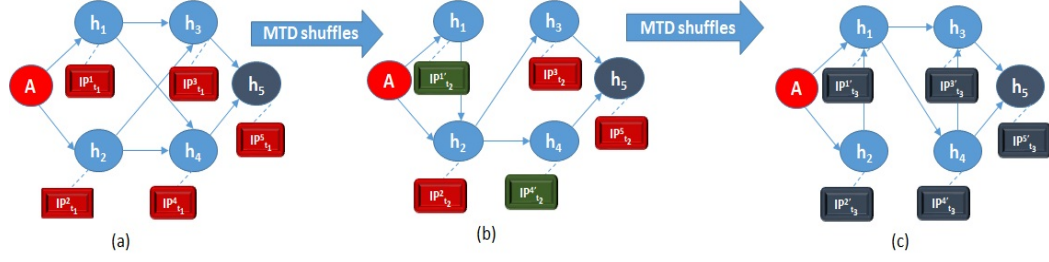 h₁
h₃
MTD shuffles
A
IP¹ₜ₁
IP³ₜ₁
h₅
h₂
h₄
IP⁵ₜ₁
IP²ₜ₁
IP⁴ₜ₁
(a)
h₁
h₃
MTD shuffles
A
IP¹′ₜ₂
IP³ₜ₂
h₅
h₂
h₄
IP⁵ₜ₂
IP²ₜ₂
IP⁴′ₜ₂
(b)
h₁
h₃
A
IP¹′ₜ₃
IP³′ₜ₃
h₅
h₂
h₄
IP⁵′ₜ₃
IP²′ₜ₃
IP⁴′ₜ₃
(c)